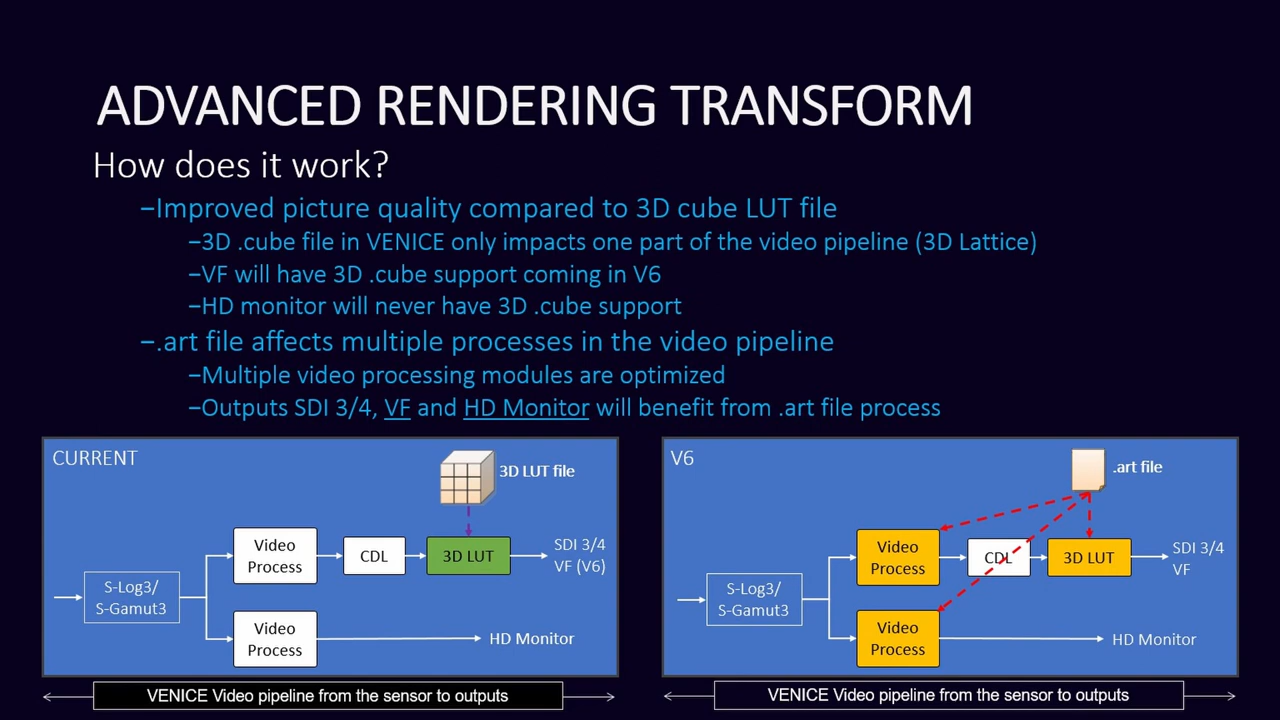 ADVANCED RENDERING TRANSFORM
How does it work?
–Improved picture quality compared to 3D cube LUT file
–3D .cube file in VENICE only impacts one part of the video pipeline (3D Lattice)
–VF will have 3D .cube support coming in V6
–HD monitor will never have 3D .cube support
–.art file affects multiple processes in the video pipeline
–Multiple video processing modules are optimized
–Outputs SDI 3/4, VF and HD Monitor will benefit from .art file process
CURRENT
3D LUT file
Video
Process
CDL
3D LUT
SDI 3/4
VF (V6)
S-Log3/
S-Gamut3
Video
Process
HD Monitor
VENICE Video pipeline from the sensor to outputs
V6
.art file
Video
Process
CDL
3D LUT
SDI 3/4
VF
S-Log3/
S-Gamut3
Video
Process
HD Monitor
VENICE Video pipeline from the sensor to outputs